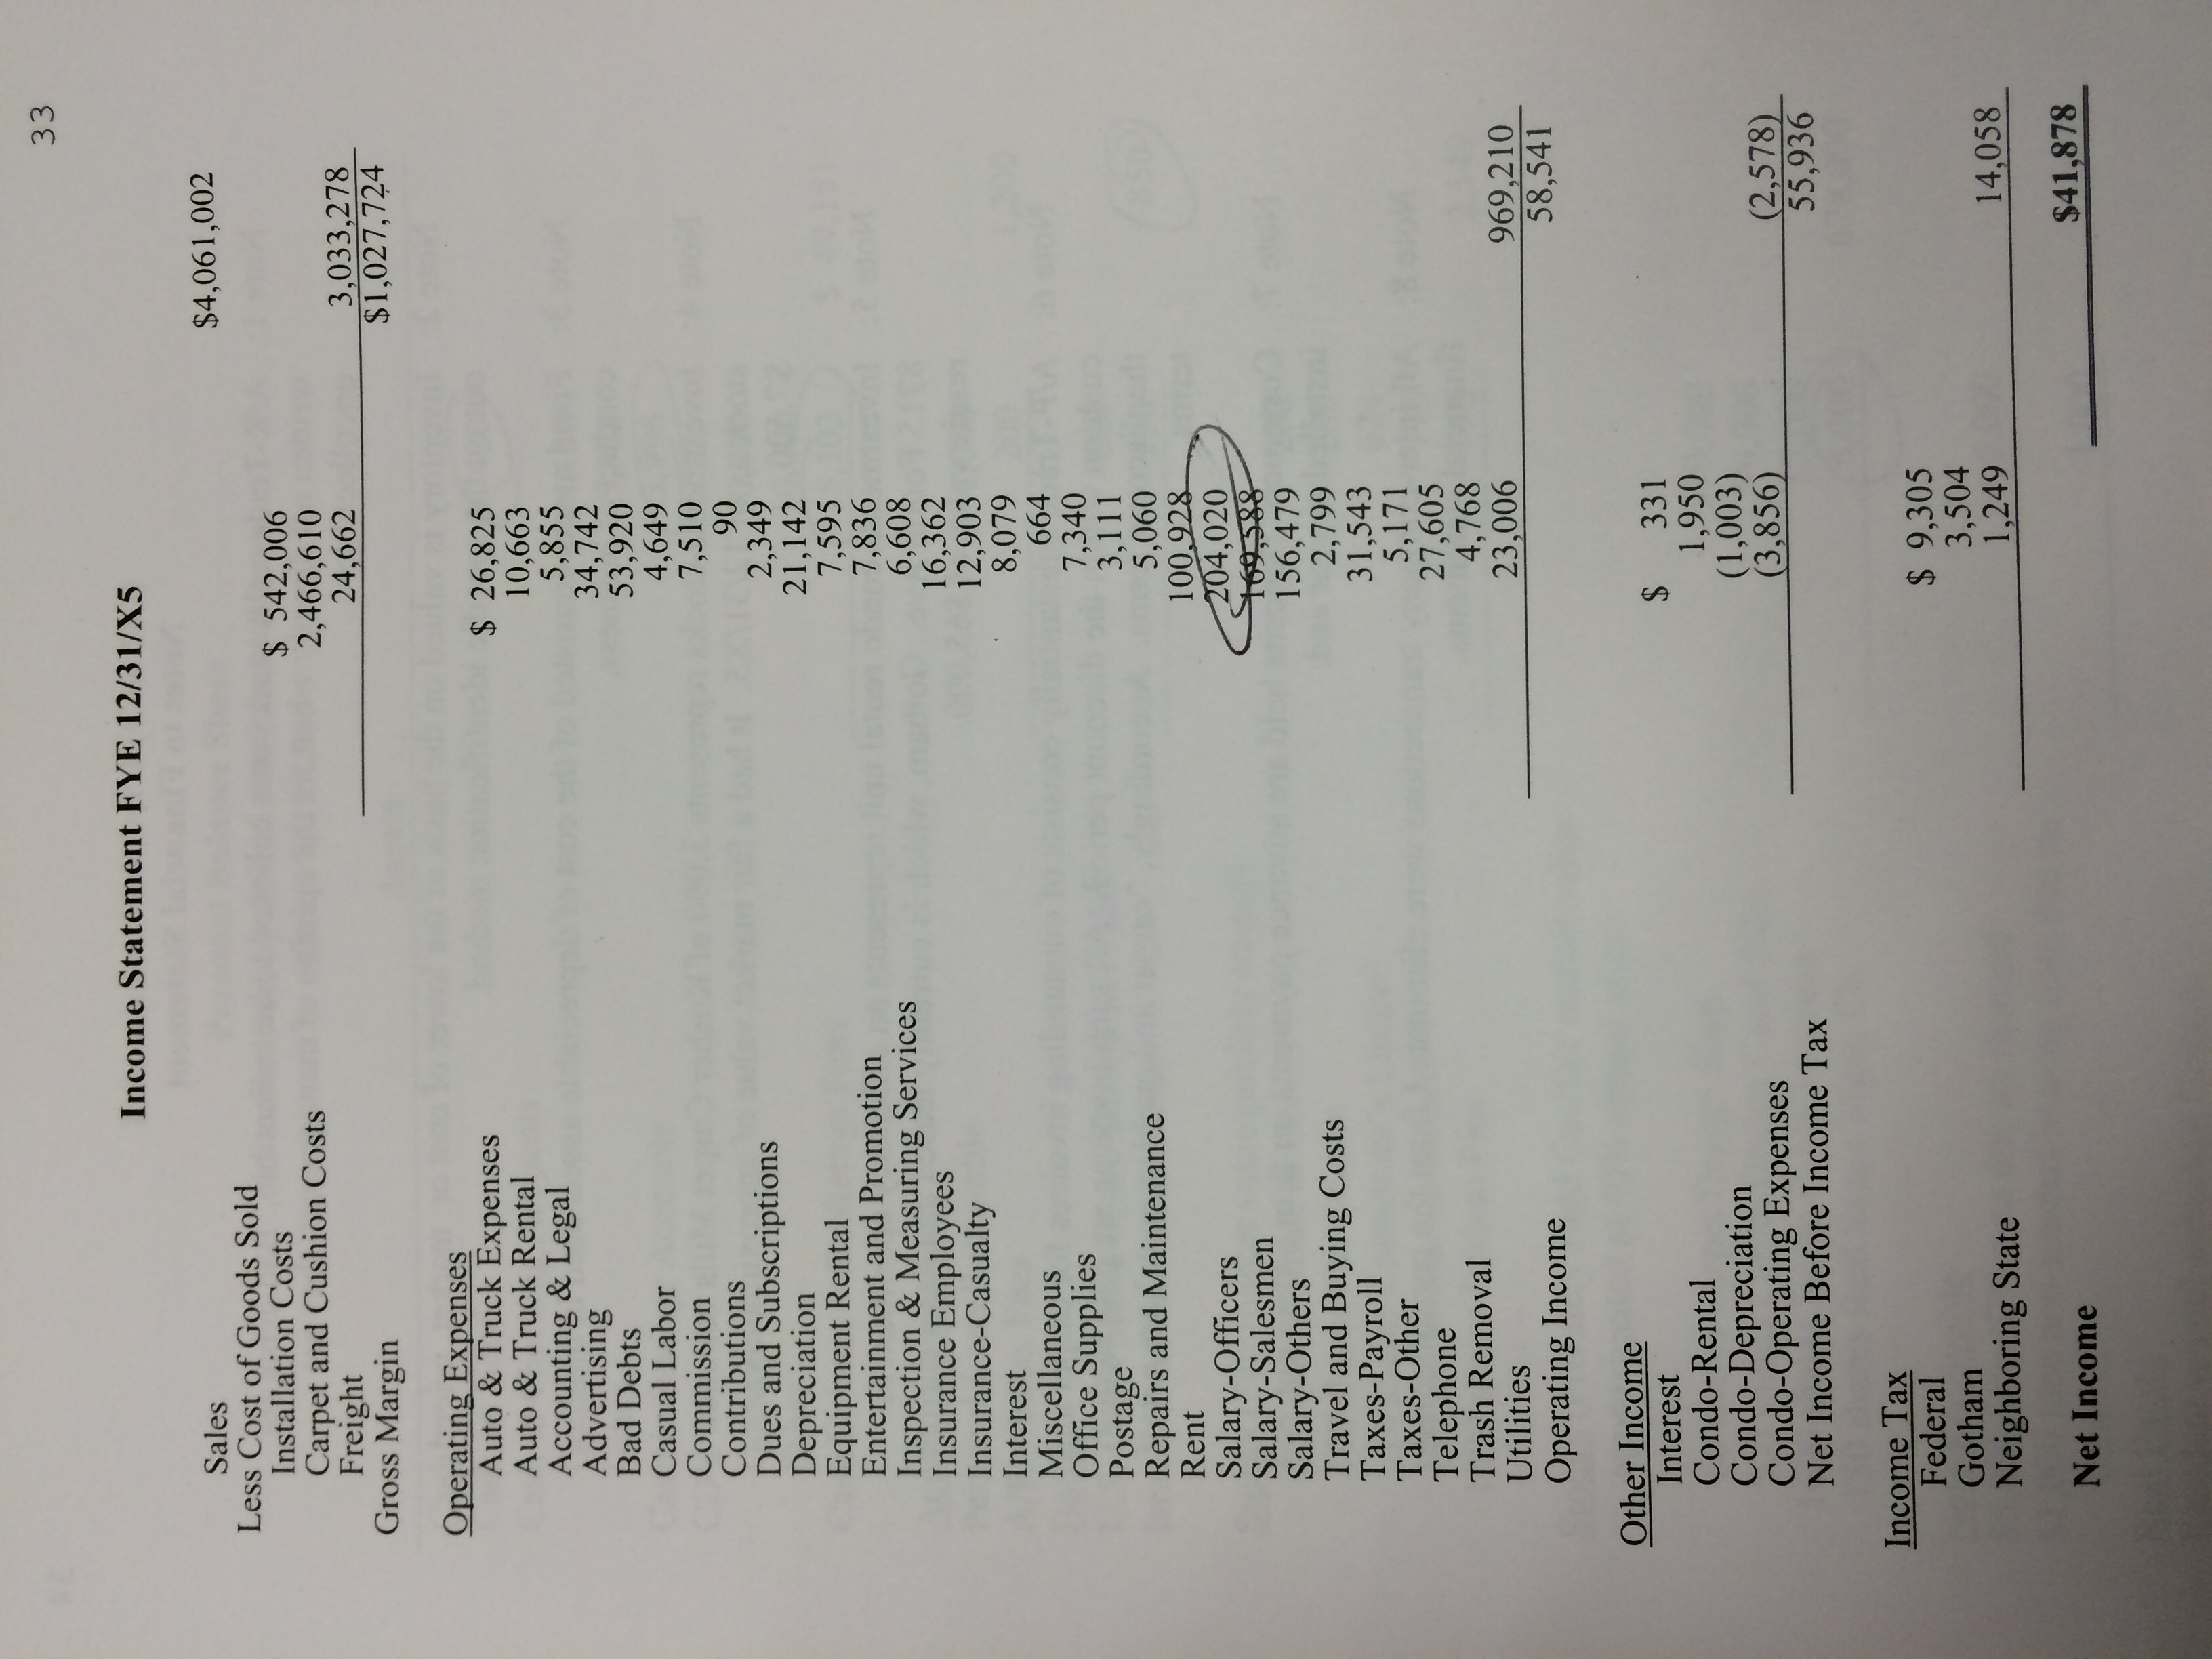 33
Income Statement FYE 12/31/X5
Sales $4,061,002
Less Cost of Goods Sold
Installation Costs $ 542,006
Carpet and Cushion Costs 2,466,610
Freight 24,662 3,033,278
Gross Margin $1,027,724
Operating Expenses
Auto & Truck Expenses $ 26,825
Auto & Truck Rental 10,663
Accounting & Legal 5,855
Advertising 34,742
Bad Debts 53,920
Casual Labor 4,649
Commission 7,510
Contributions 90
Dues and Subscriptions 2,349
Depreciation 21,142
Equipment Rental 7,595
Entertainment and Promotion 7,836
Inspection & Measuring Services 6,608
Insurance Employees 16,362
Insurance-Casualty 12,903
Interest 8,079
Miscellaneous 664
Office Supplies 7,340
Postage 3,111
Repairs and Maintenance 5,060
Rent 100,928
Salary-Officers 204,020
Salary-Salesmen 169,588
Salary-Others 156,479
Travel and Buying Costs 2,799
Taxes-Payroll 31,543
Taxes-Other 5,171
Telephone 27,605
Trash Removal 4,768
Utilities 23,006 969,210
Operating Income 58,541
Other Income
Interest $ 331
Condo-Rental 1,950
Condo-Depreciation (1,003)
Condo-Operating Expenses (3,856) (2,578)
Net Income Before Income Tax 55,936
Income Tax
Federal $ 9,305
Gotham 3,504
Neighboring State 1,249 14,058
Net Income $41,878